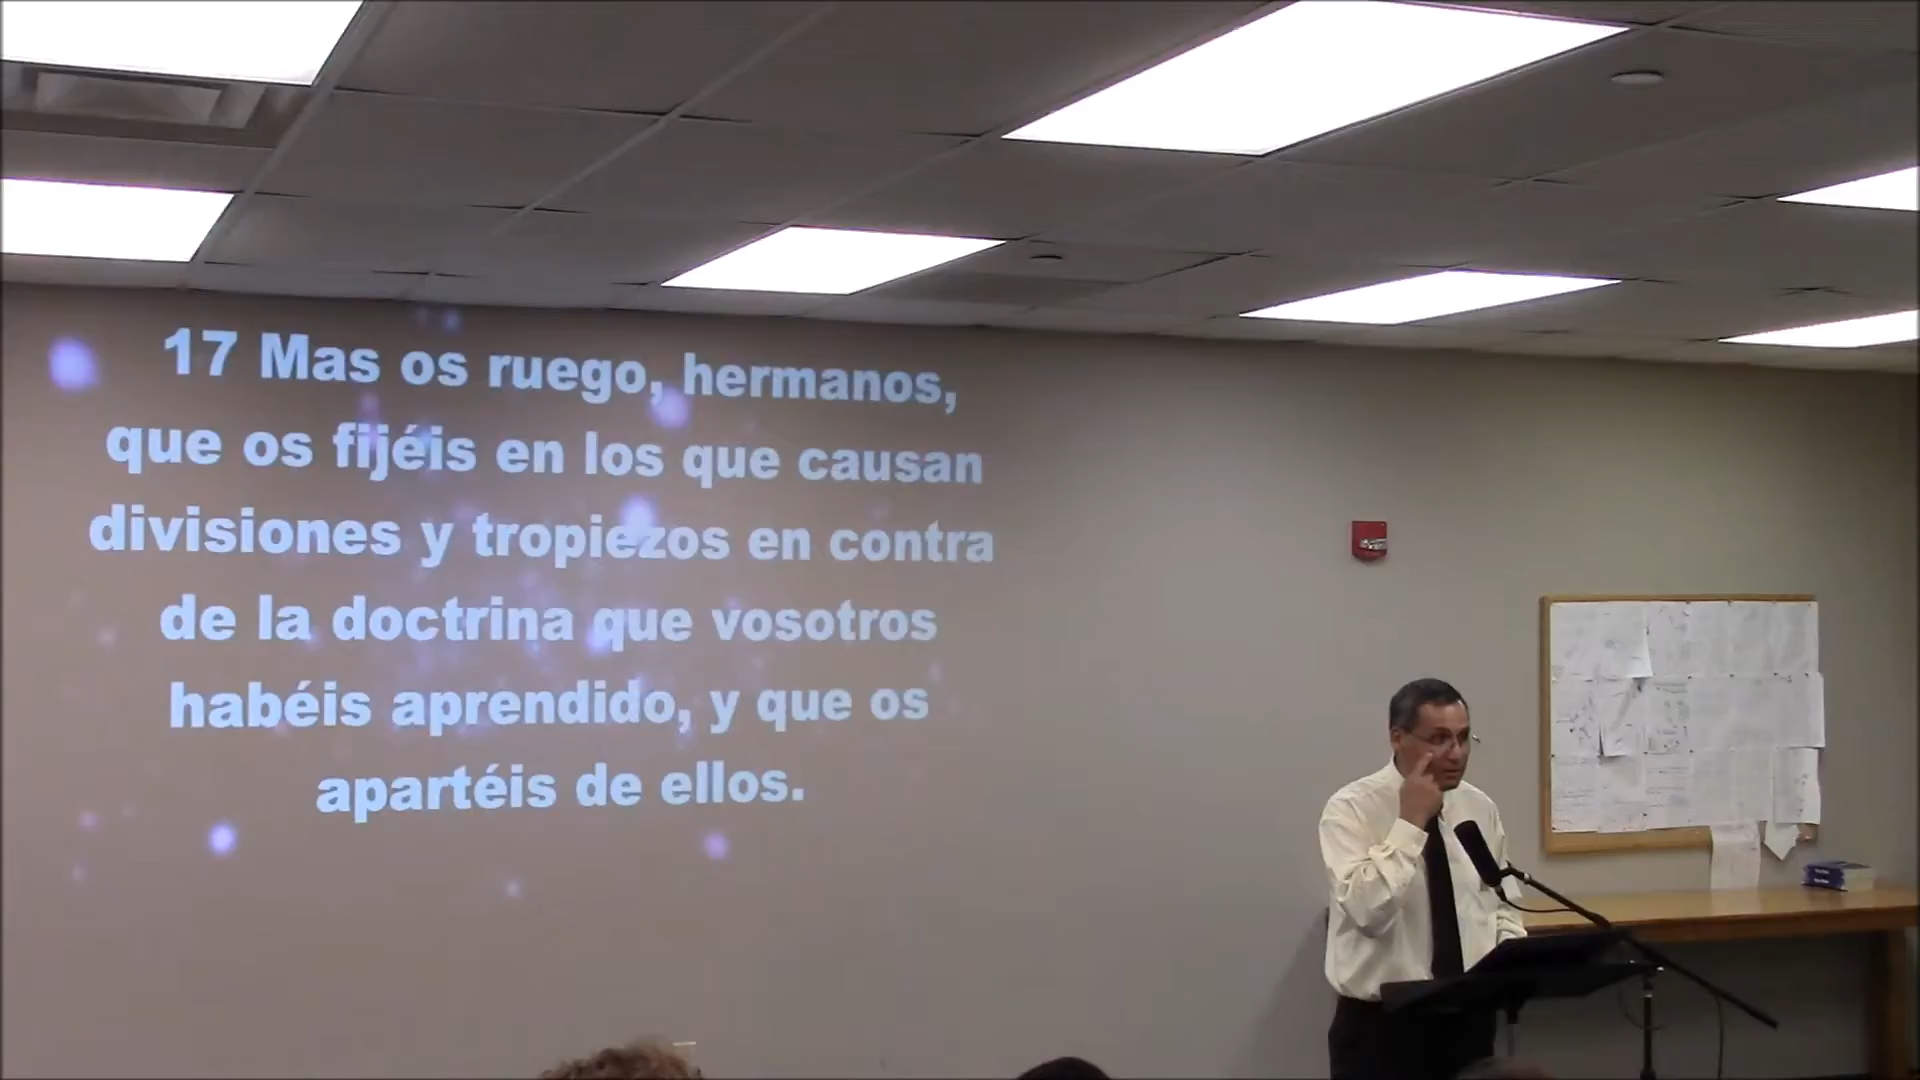 17 Mas os ruego, hermanos,
que os fijéis en los que causan
divisiones y tropiezos en contra
de la doctrina que vosotros
habéis aprendido, y que os
apartéis de ellos.